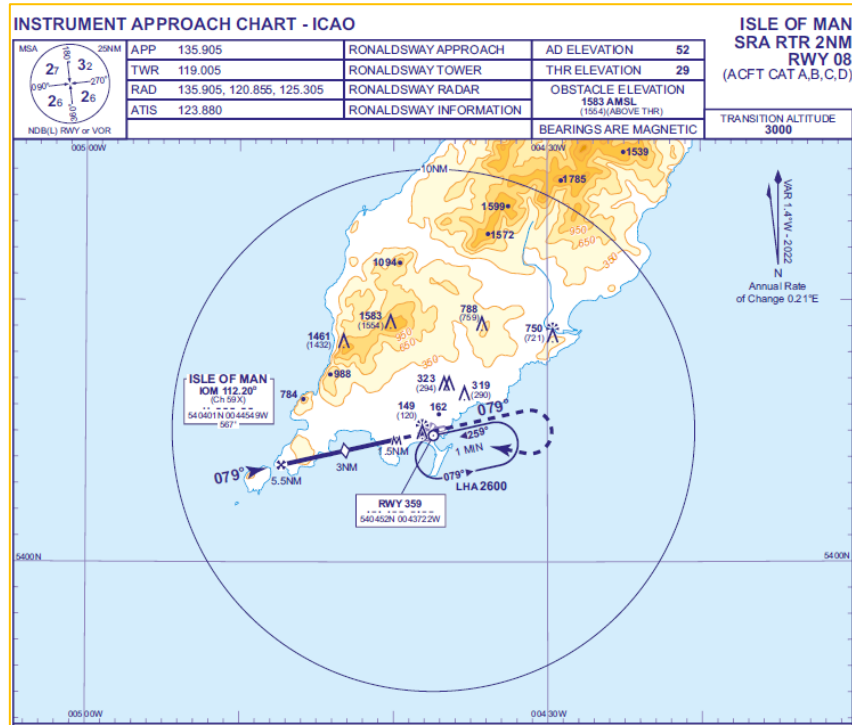 INSTRUMENT APPROACH CHART - ICAO
ISLE OF MAN
SRA RTR 2NM
RWY 08
(ACFT CAT A,B,C,D)
MSA 25NM
180°
27 32
090° 270°
26 26
360°
NDB(L) RWY or VOR
APP 135.905 RONALDSWAY APPROACH
TWR 119.005 RONALDSWAY TOWER
RAD 135.905, 120.855, 125.305 RONALDSWAY RADAR
ATIS 123.880 RONALDSWAY INFORMATION
AD ELEVATION 52
THR ELEVATION 29
OBSTACLE ELEVATION
1583 AMSL
(1554)(ABOVE THR)
BEARINGS ARE MAGNETIC
TRANSITION ALTITUDE
3000
005 00W
004 30W
10NM
1539
1785
1599
1572
950
650
350
VAR 1.4°W - 2022
N
Annual Rate
of Change 0.21°E
1094
1583
(1554)
788
(759)
750
(721)
1461
(1432)
950
650
350
988
323
(294)
319
(290)
ISLE OF MAN
IOM 112.20°
(Ch 59X)
540401N 0044549W
567'
784
149
(120)
162
079°
259°
1 MIN
079°
LHA 2600
1.5NM
3NM
5.5NM
079°
RWY 359
540452N 0043722W
5400N
5400N
005 00W
004 30W